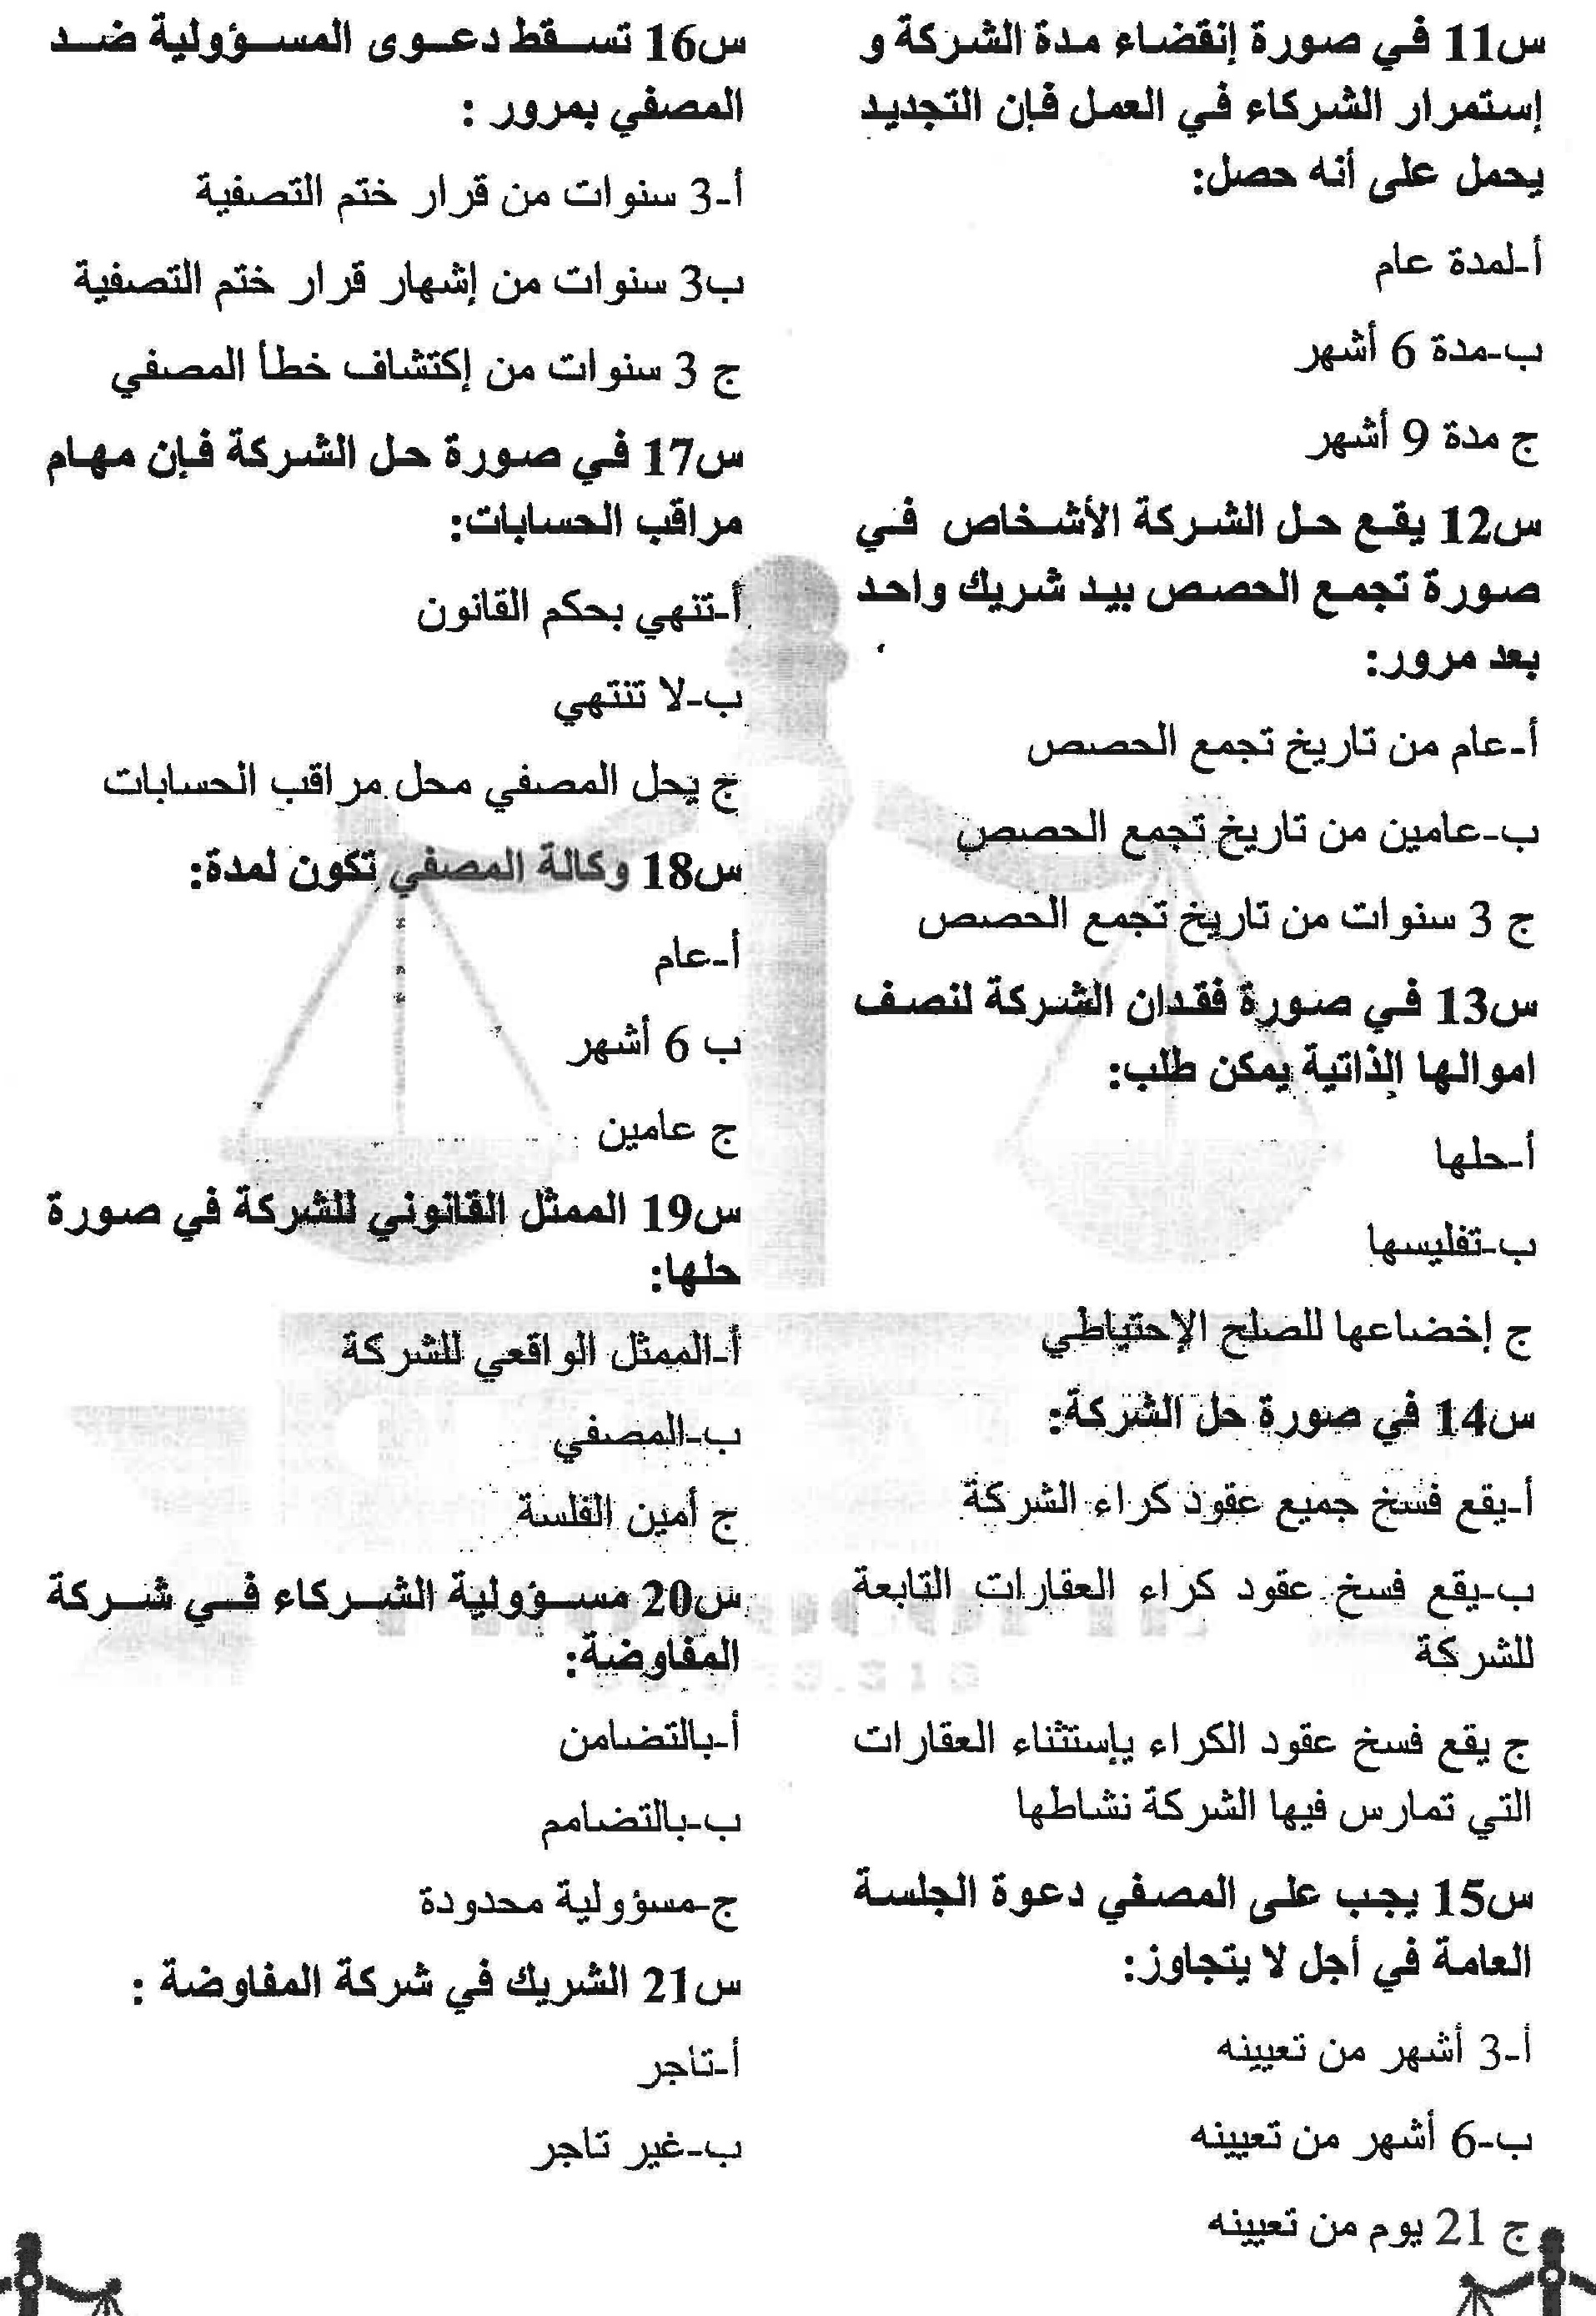 س11 في صورة إنقضاء مدة الشركة و
إستمرار الشركاء في العمل فإن التجديد
يحمل على أنه حصل:
أ-لمدة عام
ب-مدة 6 أشهر
ج مدة 9 أشهر
س12 يقع حل الشركة الأشخاص في
صورة تجمع الحصص بيد شريك واحد
بعد مرور:
أ-عام من تاريخ تجمع الحصص
ب-عامين من تاريخ تجمع الحصص
ج 3 سنوات من تاريخ تجمع الحصص
س13 في صورة فقدان الشركة لنصف
اموالها الذاتية يمكن طلب:
أ-حلها
ب-تفليسها
ج إخضاعها للصلح الإحتياطي
س14 في صورة حل الشركة:
أ-يقع فسخ جميع عقود كراء الشركة
ب-يقع فسخ عقود كراء العقارات التابعة
للشركة
ج يقع فسخ عقود الكراء بإستثناء العقارات
التي تمارس فيها الشركة نشاطها
س15 يجب على المصفي دعوة الجلسة
العامة في أجل لا يتجاوز:
أ-3 أشهر من تعيينه
ب-6 أشهر من تعيينه
ج 21 يوم من تعيينه
س16 تسقط دعوى المسؤولية ضد
المصفي بمرور :
أ-3 سنوات من قرار ختم التصفية
ب3 سنوات من إشهار قرار ختم التصفية
ج 3 سنوات من إكتشاف خطأ المصفي
س17 في صورة حل الشركة فإن مهام
مراقب الحسابات:
أ-تنهي بحكم القانون
ب-لا تنتهي
ج يحل المصفي محل مراقب الحسابات
س18 وكالة المصفي تكون لمدة:
أ-عام
ب 6 أشهر
ج عامين
س19 الممثل القانوني للشركة في صورة
حلها:
أ-الممثل الواقعي للشركة
ب-المصفي
ج أمين الفلسة
س20 مسؤولية الشركاء في شركة
المفاوضة:
أ-بالتضامن
ب-بالتضامم
ج-مسؤولية محدودة
س21 الشريك في شركة المفاوضة :
أ-تاجر
ب-غير تاجر